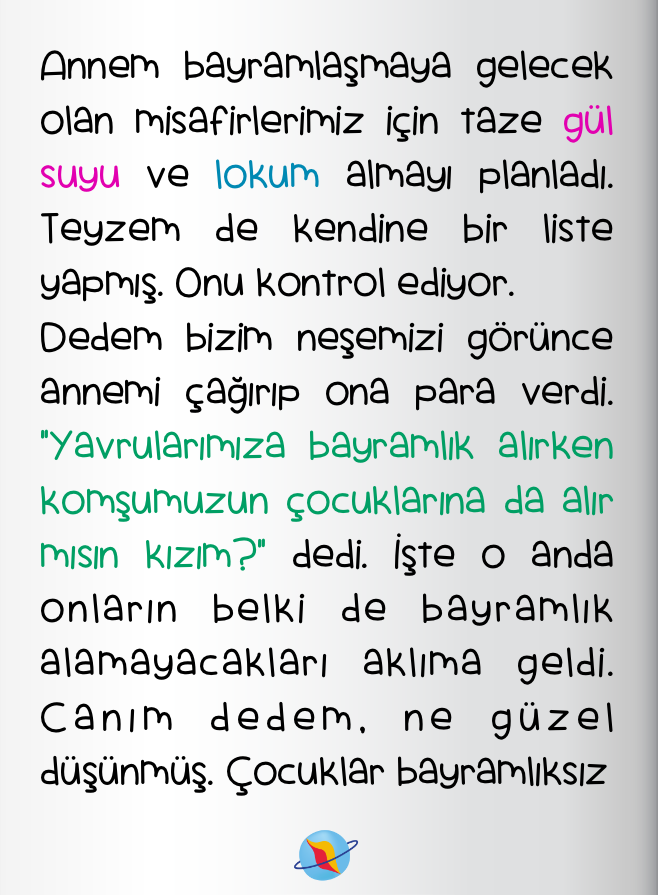 Annem bayramlaşmaya gelecek
olan misafirlerimiz için taze gül
suyu ve lokum almayı planladı.
Teyzem de kendine bir liste
yapmış. Onu kontrol ediyor.
Dedem bizim neşemizi görünce
annemi çağırıp ona para verdi.
"Yavrularımıza bayramlık alırken
komşumuzun çocuklarına da alır
mısın kızım?" dedi. İşte o anda
onların belki de bayramlık
alamayacakları aklıma geldi.
Canım dedem, ne güzel
düşünmüş. Çocuklar bayramlıksız